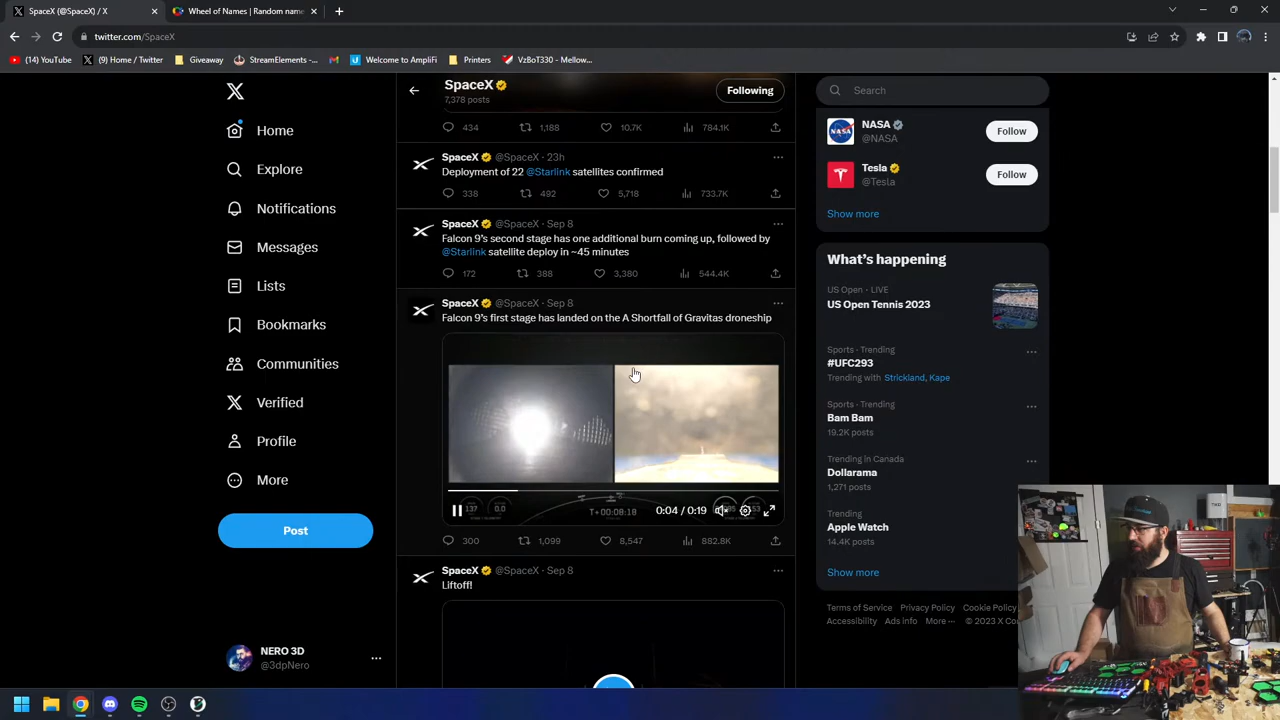 SpaceX (@SpaceX) / X
Wheel of Names | Random name
twitter.com/SpaceX
(14) YouTube
(9) Home / Twitter
Giveaway
StreamElements -...
Welcome to AmpliFi
Printers
VzBoT330 - Mellow...
SpaceX
7,378 posts
Following
Search
434
1,188
10.7K
784.1K
SpaceX @SpaceX · 23h
Deployment of 22 @Starlink satellites confirmed
338
492
5,718
733.7K
SpaceX @SpaceX · Sep 8
Falcon 9's second stage has one additional burn coming up, followed by
@Starlink satellite deploy in ~45 minutes
172
388
3,380
544.4K
SpaceX @SpaceX · Sep 8
Falcon 9's first stage has landed on the A Shortfall of Gravitas droneship
137
0.0
T+00:08:18
0:04 / 0:19
300
1,099
8,547
882.8K
SpaceX @SpaceX · Sep 8
Liftoff!
Home
Explore
Notifications
Messages
Lists
Bookmarks
Communities
Verified
Profile
More
Post
NERO 3D
@3dpNero
NASA
@NASA
Follow
Tesla
@Tesla
Follow
Show more
What's happening
US Open · LIVE
US Open Tennis 2023
Sports · Trending
#UFC293
Trending with Strickland, Kape
Sports · Trending
Bam Bam
19.2K posts
Trending in Canada
Dollarama
1,271 posts
Trending
Apple Watch
14.4K posts
Show more
Terms of Service Privacy Policy Cookie Policy
Accessibility Ads info More ··· © 2023 X Co